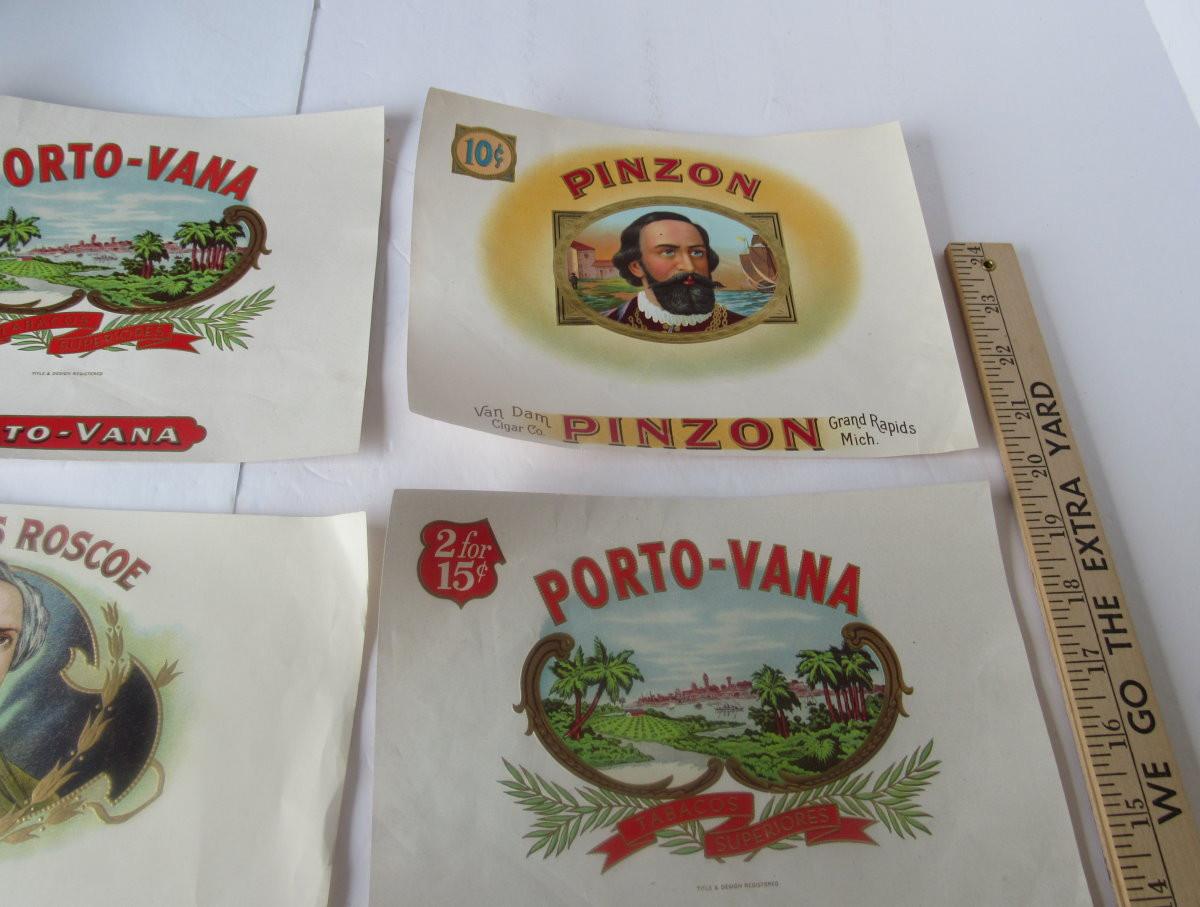 ORTO-VANA
TABACOS
SUPERIORES
TITLE & DESIGN REGISTERED
TO-VANA
10¢
PINZON
Van Dam
Cigar Co.
PINZON
Grand Rapids
Mich.
S ROSCOE
2 for
15¢
PORTO-VANA
TABACOS
SUPERIORES
TITLE & DESIGN REGISTERED
24
23
22
21
20
19
18
17
16
15
14
WE GO THE EXTRA YARD